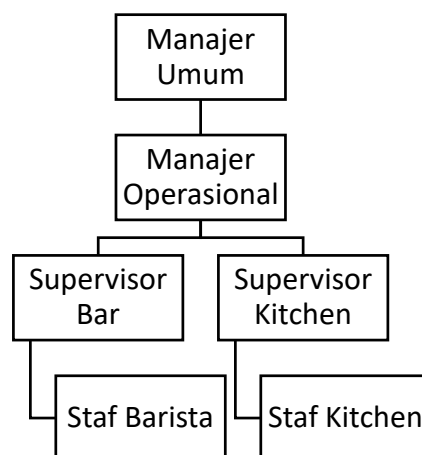 Manajer
Umum
Manajer
Operasional
Supervisor
Bar
Supervisor
Kitchen
Staf Barista
Staf Kitchen